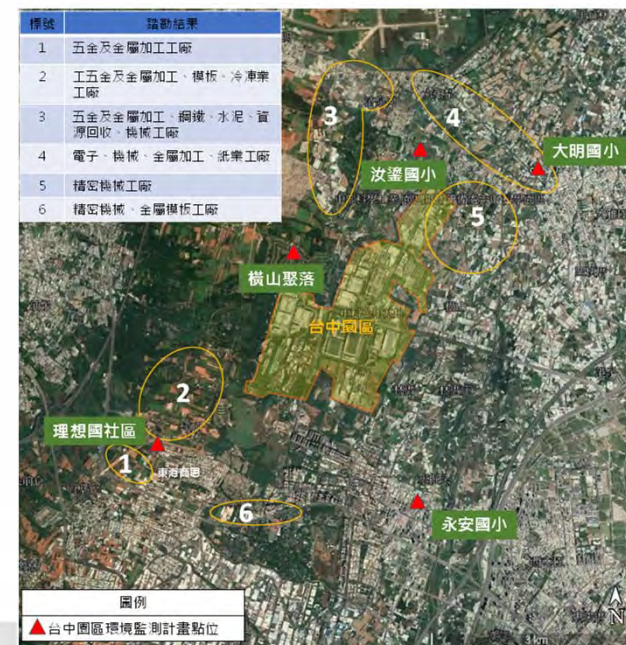 標號 踏勘結果
1 五金及金屬加工工廠
2 工五金及金屬加工、模板、冷凍業
工廠
3 五金及金屬加工、鋼鐵、水泥、資
源回收、機械工廠
4 電子、機械、金屬加工、紙業工廠
5 精密機械工廠
6 精密機械、金屬模板工廠
3
4
汝鎏國小
大明國小
5
橫山聚落
台中園區
2
理想國社區
1
東海商圈
6
永安國小
圖例
台中園區環境監測計畫點位
N
3 km